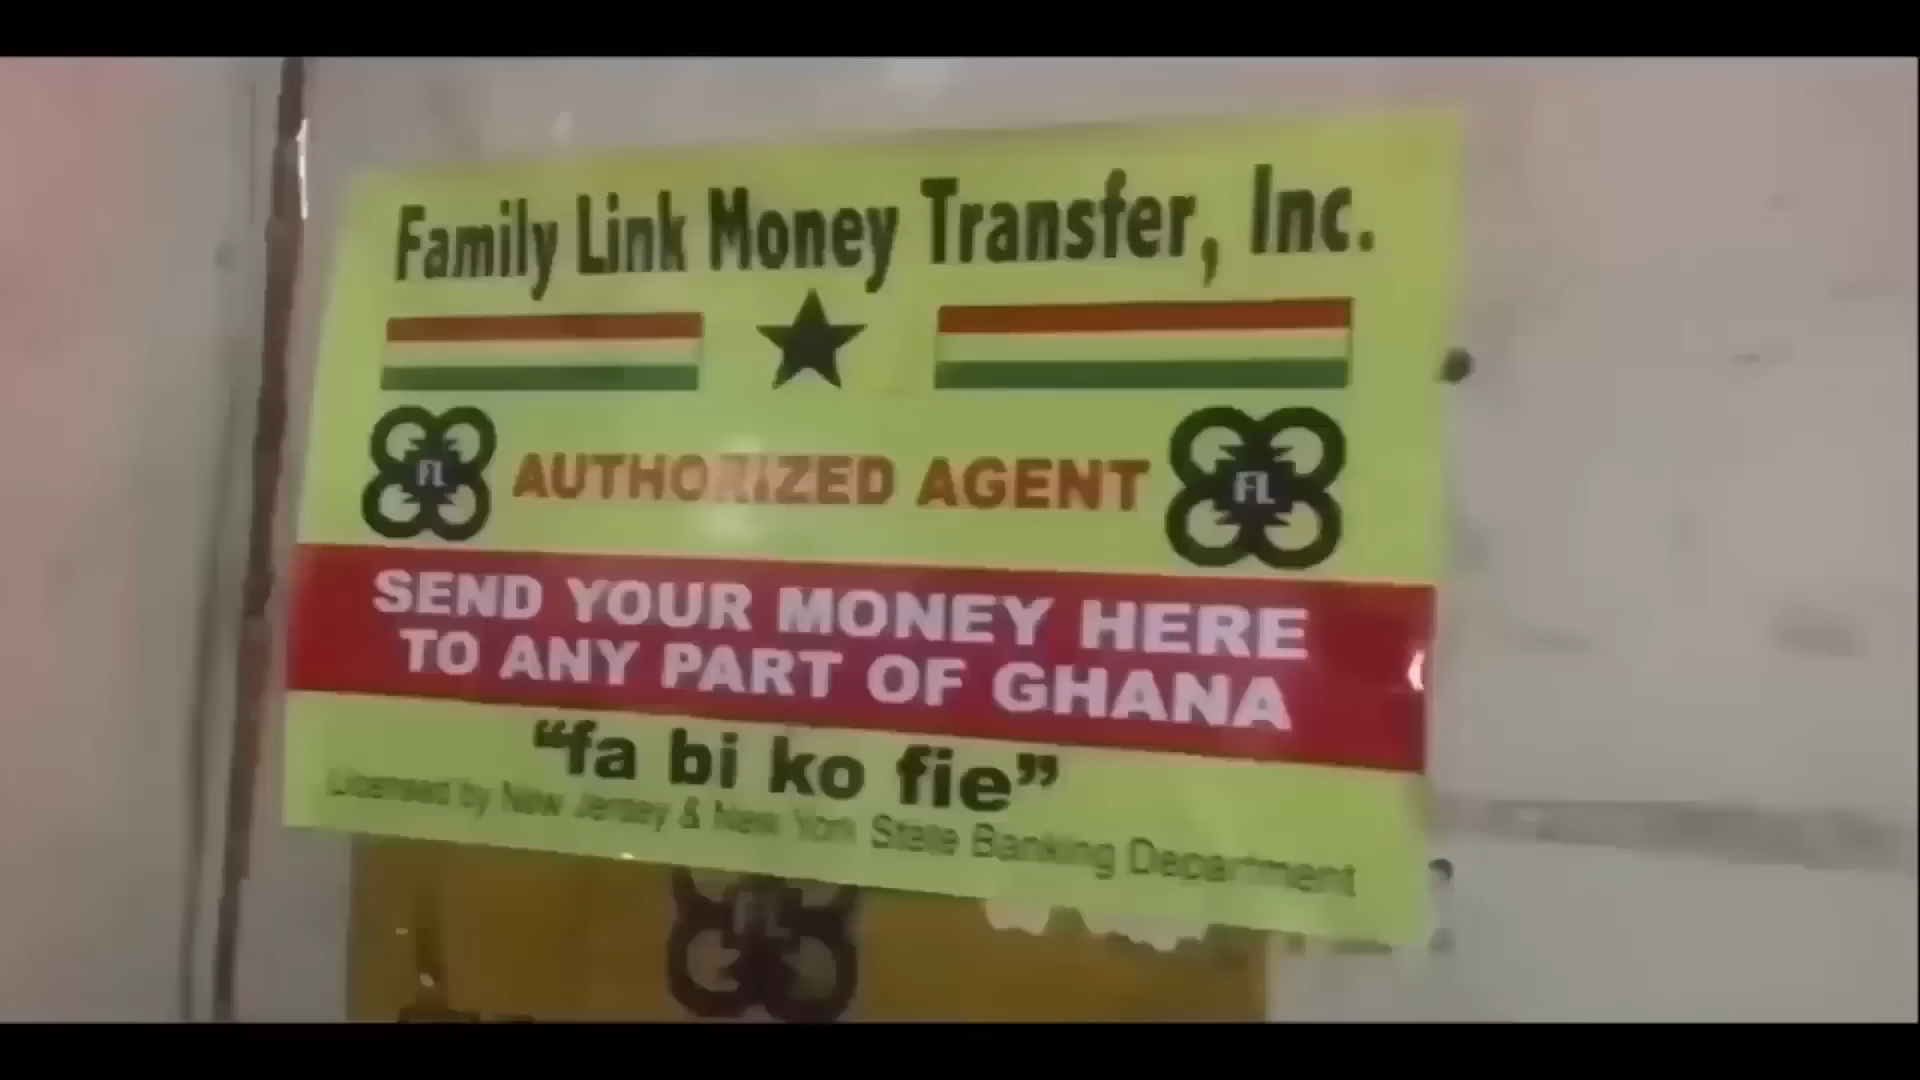 Family Link Money Transfer, Inc.
FL AUTHORIZED AGENT FL
SEND YOUR MONEY HERE
TO ANY PART OF GHANA
“fa bi ko fie”
Licensed by New Jersey & New York State Banking Department
FL